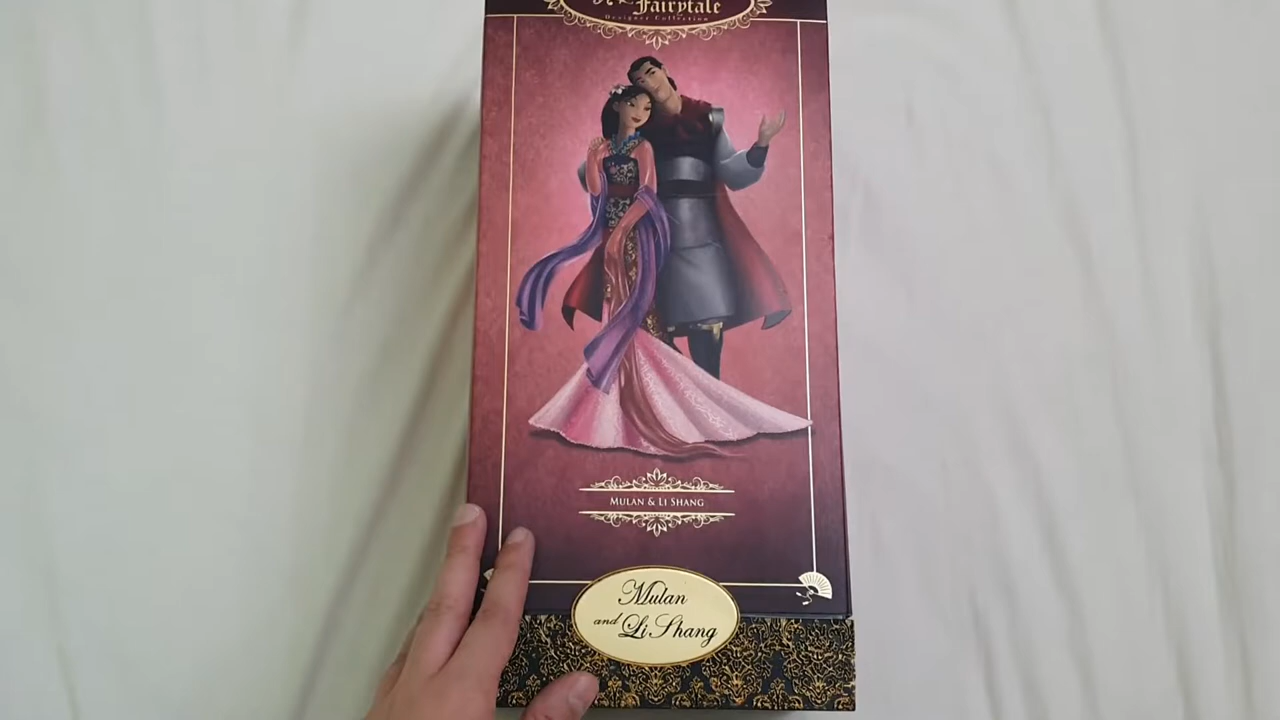 Fairytale
Designer Collection
MULAN & LI SHANG
Mulan
and Li Shang